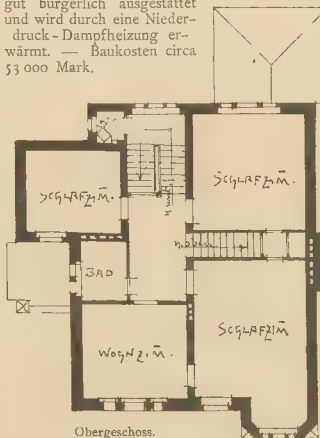 gut bürgerlich ausgestattet
und wird durch eine Nieder-
druck-Dampfheizung er-
wärmt. — Baukosten circa
53 000 Mark.
SCHLAFZIM.
SCHLAFZIM.
BAD
WOHNZIM.
SCHLAFZIM
Obergeschoss.